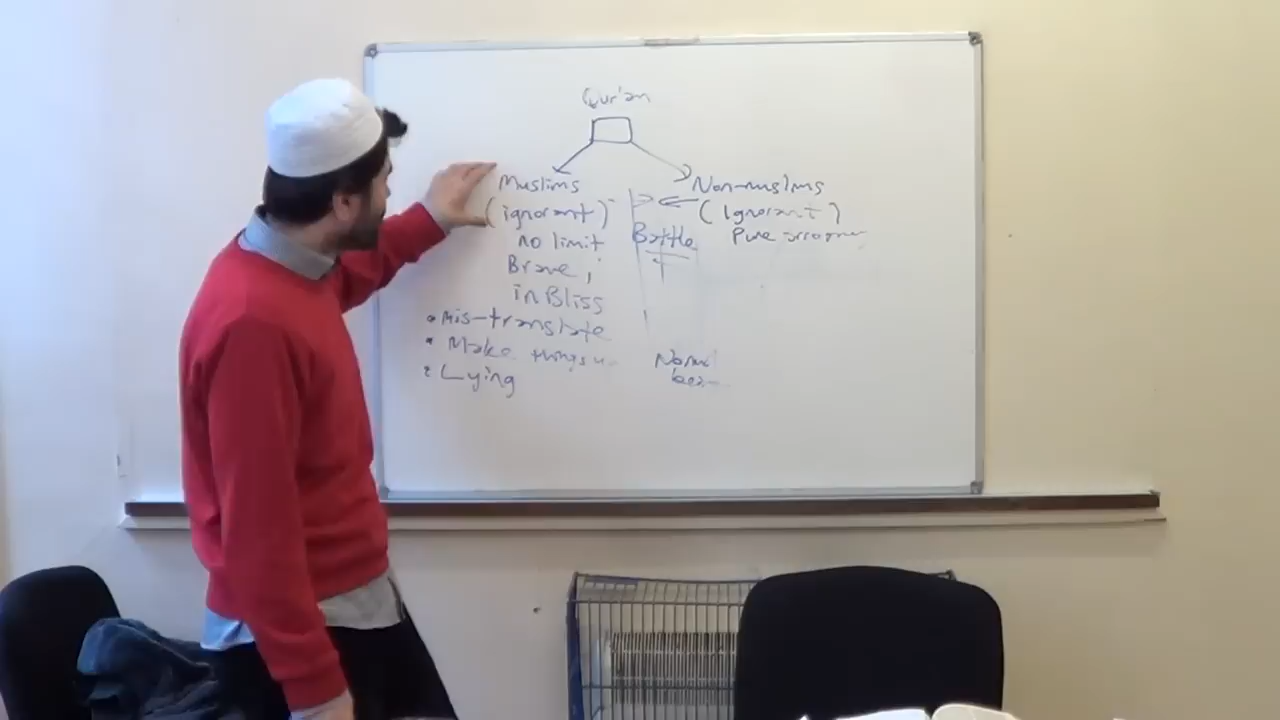 Qur'an
Muslims
(ignorant)
no limit
Brave,
in Bliss
• Mis-translate
• Make things
• Lying
Battle
Non-muslims
(Ignorant)
Pure
Normal